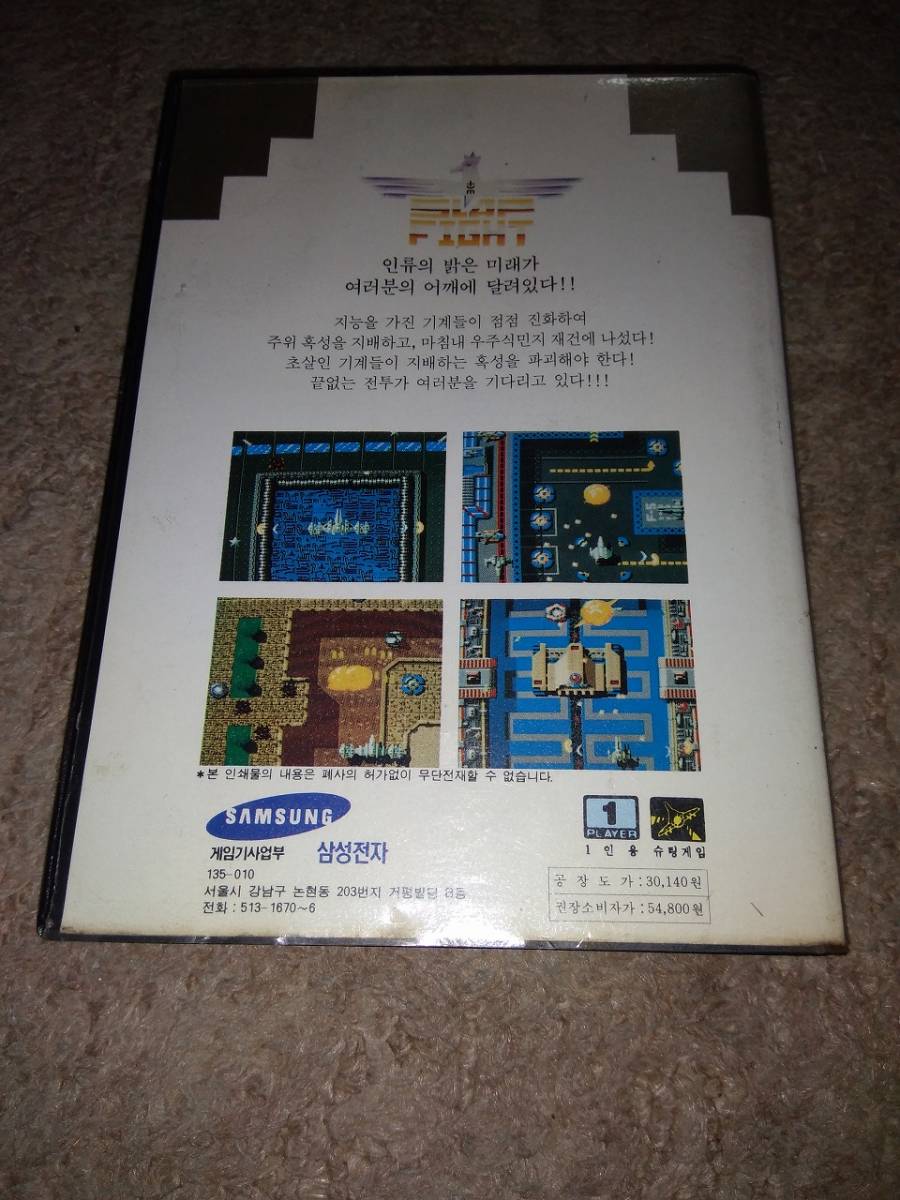 FIGHT
인류의 밝은 미래가
여러분의 어깨에 달려있다!!
지능을 가진 기계들이 점점 진화하여
주위 혹성을 지배하고, 마침내 우주식민지 재건에 나섰다!
초살인 기계들이 지배하는 혹성을 파괴해야 한다!
끝없는 전투가 여러분을 기다리고 있다!!!
*본 인쇄물의 내용은 폐사의 허가없이 무단전재할 수 없습니다.
SAMSUNG
게임기사업부 삼성전자
135-010
서울시 강남구 논현동 203번지 거평빌딩 8층
전화 : 513-1670~6
1
PLAYER
1 인 용 슈팅게임
공 장 도 가 : 30,140원
권장소비자가 : 54,800원